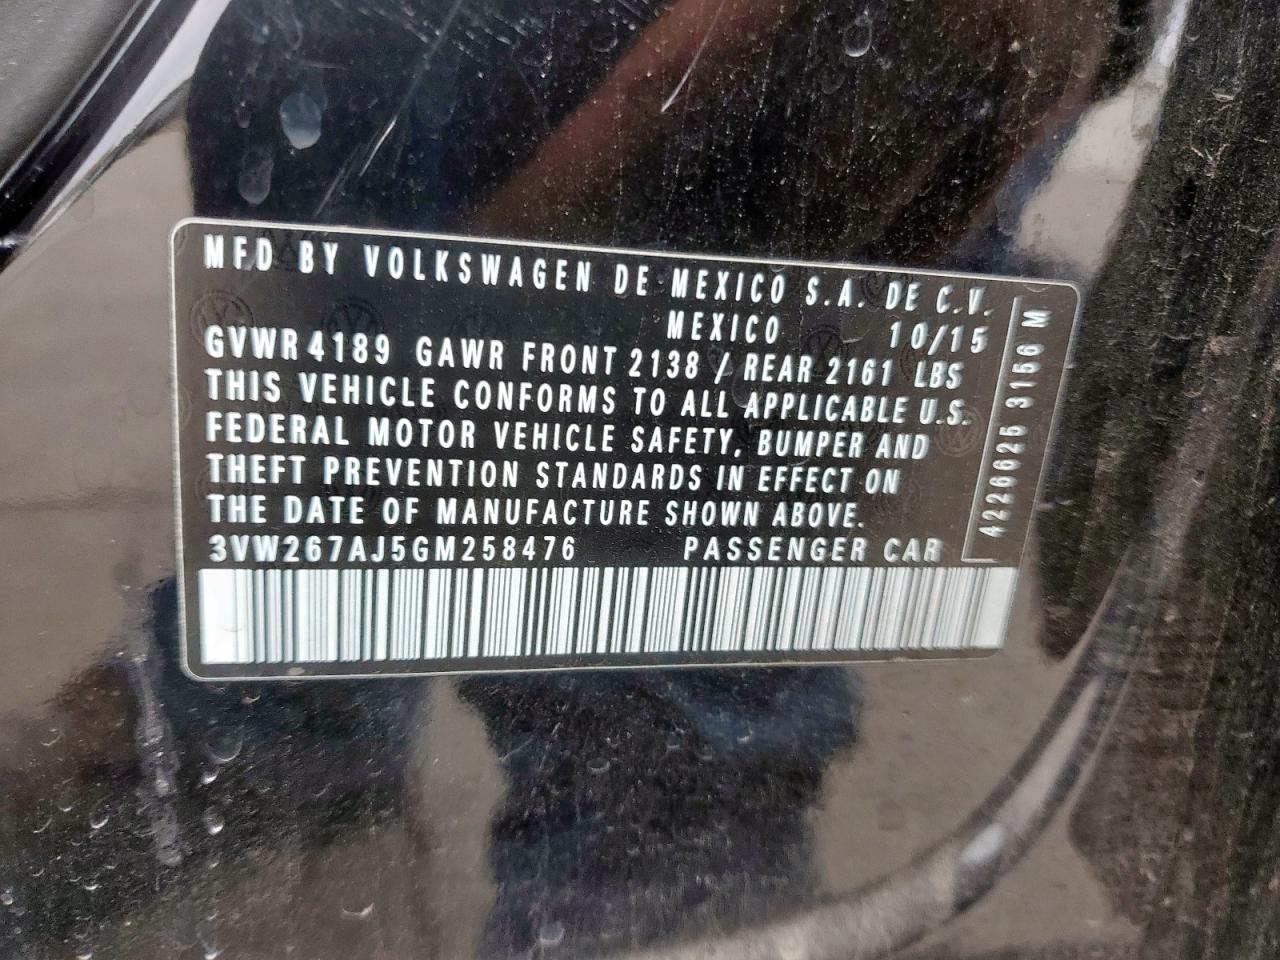 MFD BY VOLKSWAGEN DE MEXICO S.A. DE C.V.
MEXICO 10/15
GVWR 4189 GAWR FRONT 2138 / REAR 2161 LBS
THIS VEHICLE CONFORMS TO ALL APPLICABLE U.S.
FEDERAL MOTOR VEHICLE SAFETY, BUMPER AND
THEFT PREVENTION STANDARDS IN EFFECT ON
THE DATE OF MANUFACTURE SHOWN ABOVE.
3VW267AJ5GM258476 PASSENGER CAR
4226625 3156 M